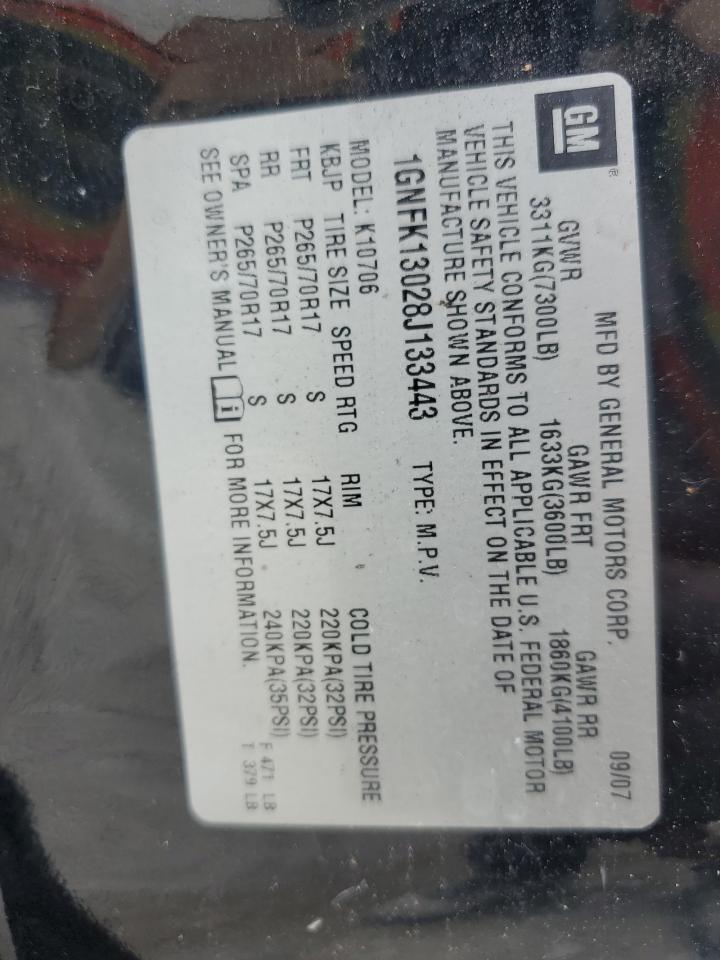 GM®
MFD BY GENERAL MOTORS CORP. 09/07
GVWR GAWR FRT GAWR RR
3311KG(7300LB) 1633KG(3600LB) 1860KG(4100LB)
THIS VEHICLE CONFORMS TO ALL APPLICABLE U.S. FEDERAL MOTOR
VEHICLE SAFETY STANDARDS IN EFFECT ON THE DATE OF
MANUFACTURE SHOWN ABOVE.
1GNFK13028J133443 TYPE: M.P.V.
MODEL: K10706
KBJP TIRE SIZE SPEED RTG RIM COLD TIRE PRESSURE
FRT P265/70R17 S 17X7.5J 220KPA(32PSI)
RR P265/70R17 S 17X7.5J 220KPA(32PSI)
SPA P265/70R17 S 17X7.5J 240KPA(35PSI)
SEE OWNER'S MANUAL i FOR MORE INFORMATION.
F 471 LB
T 379 LB